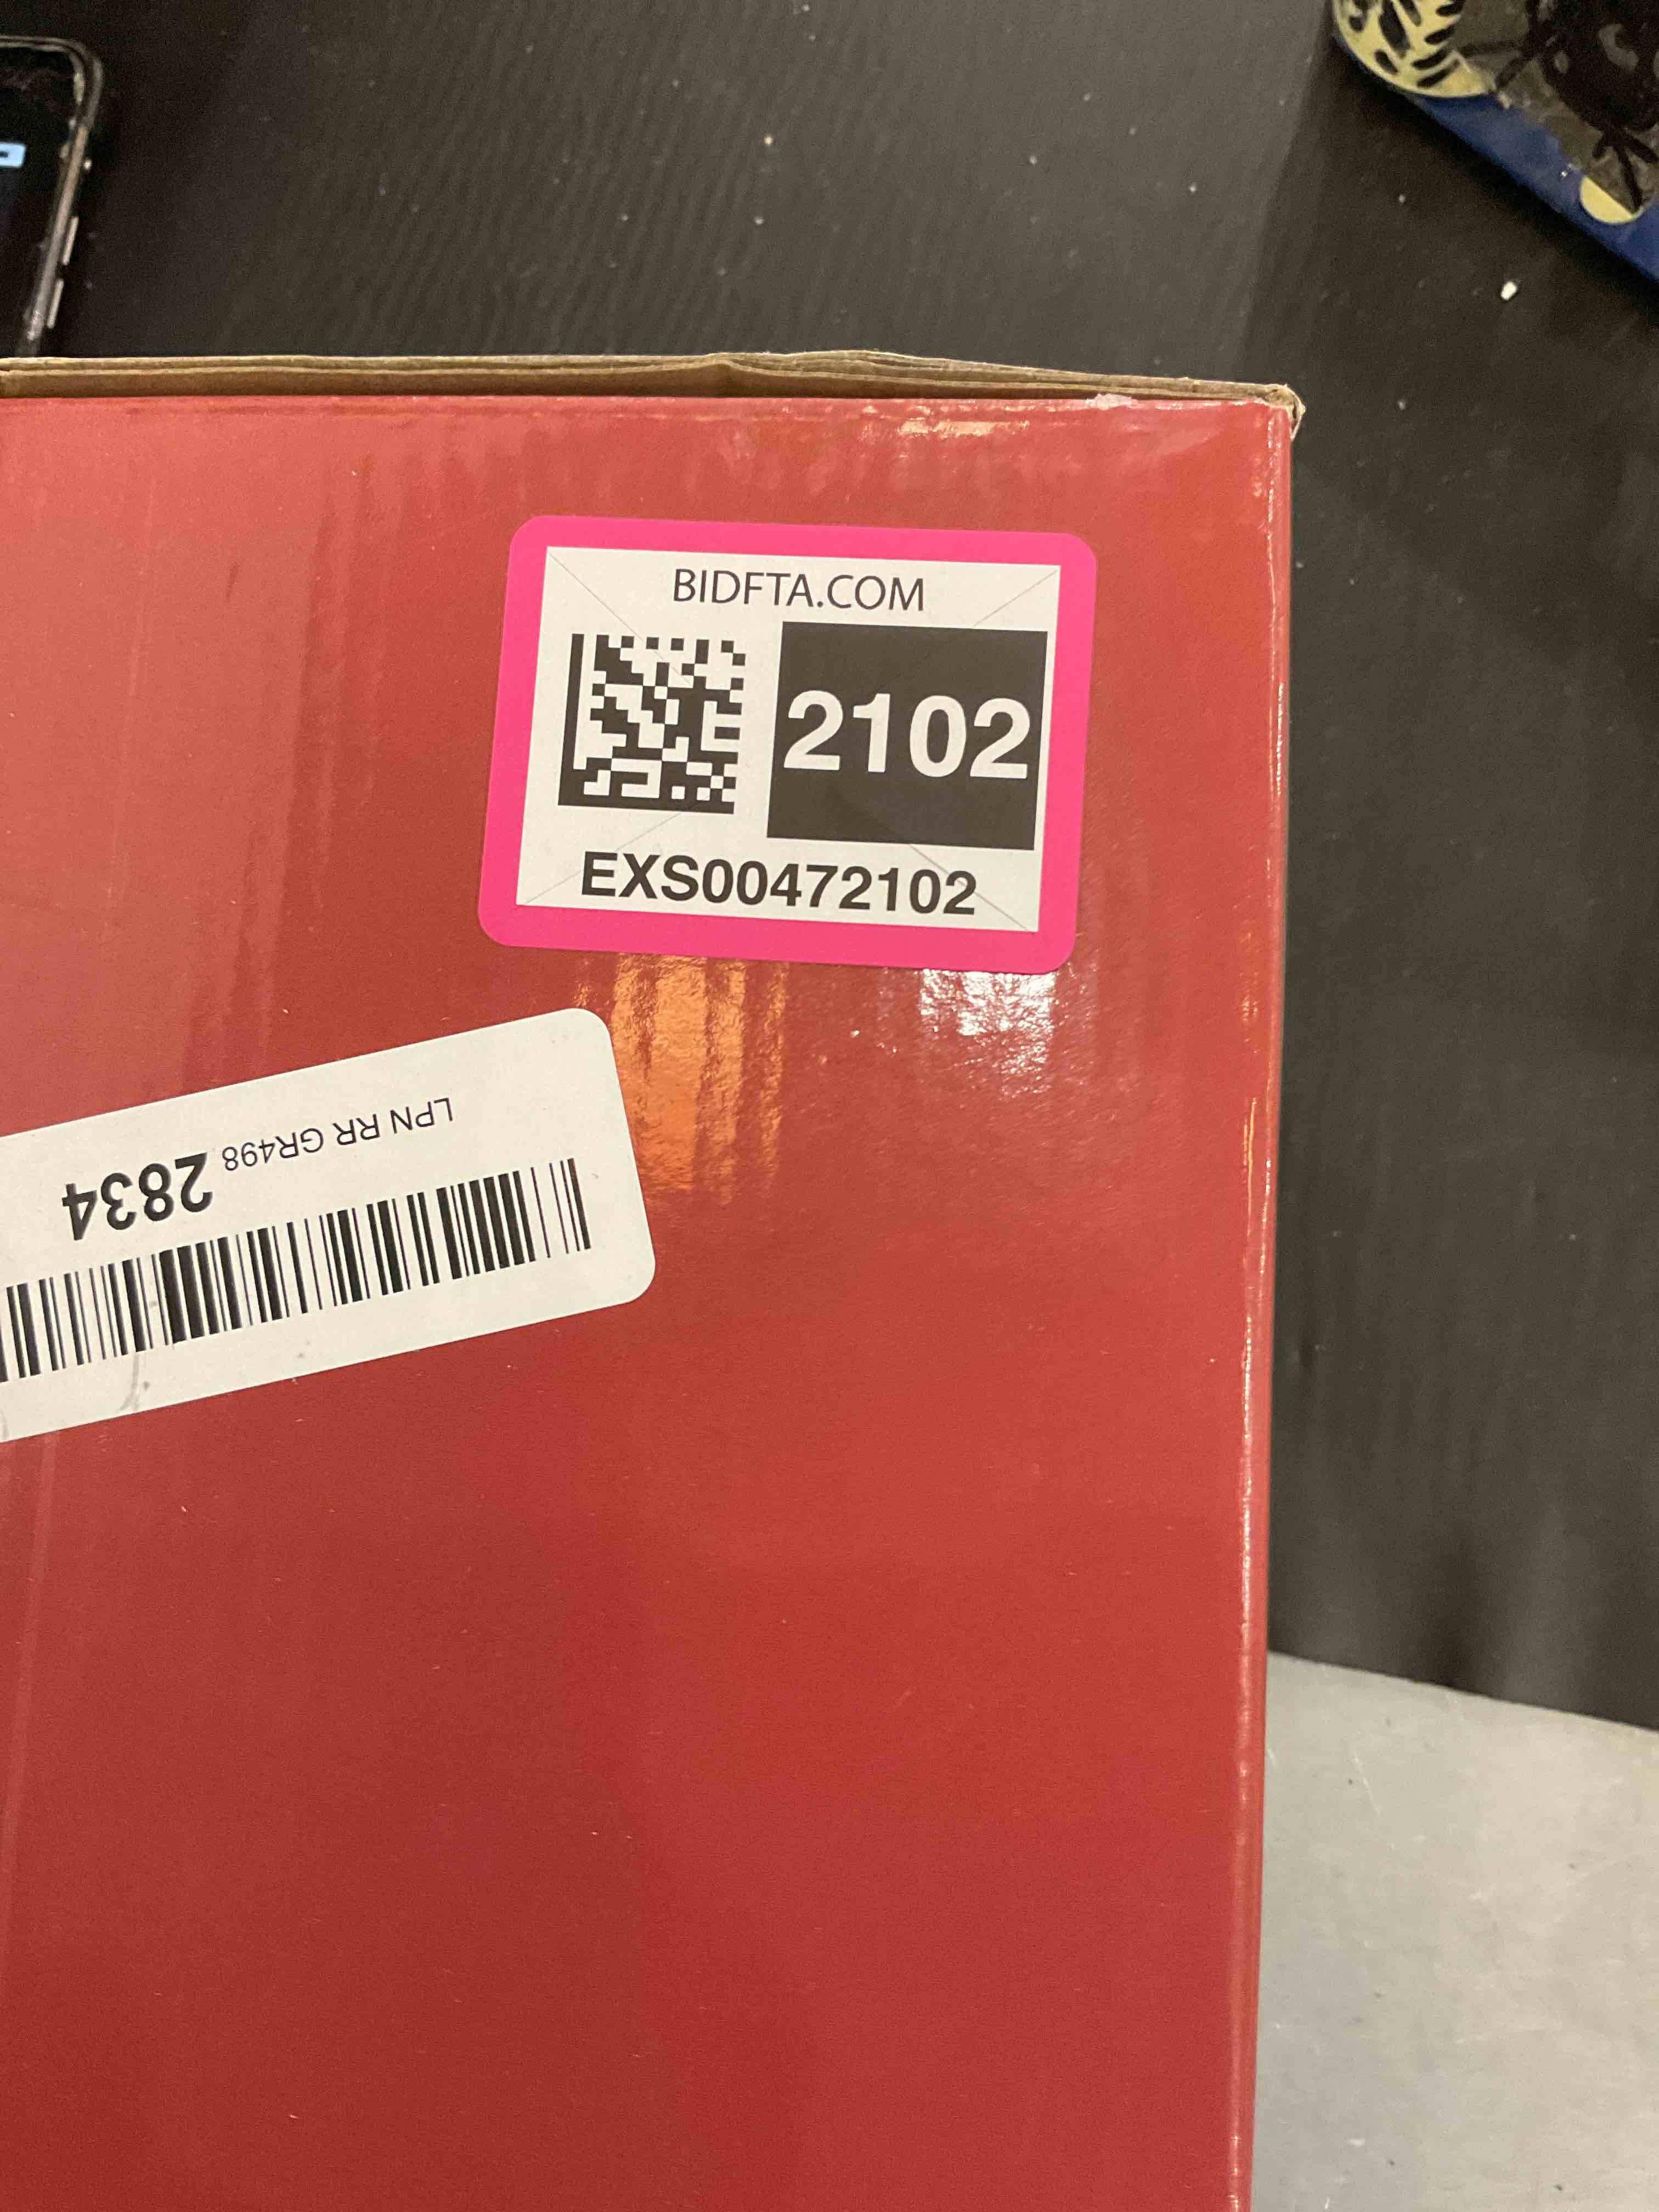 BIDFTA.COM
2102
EXS00472102
LPN RR GR498 2834